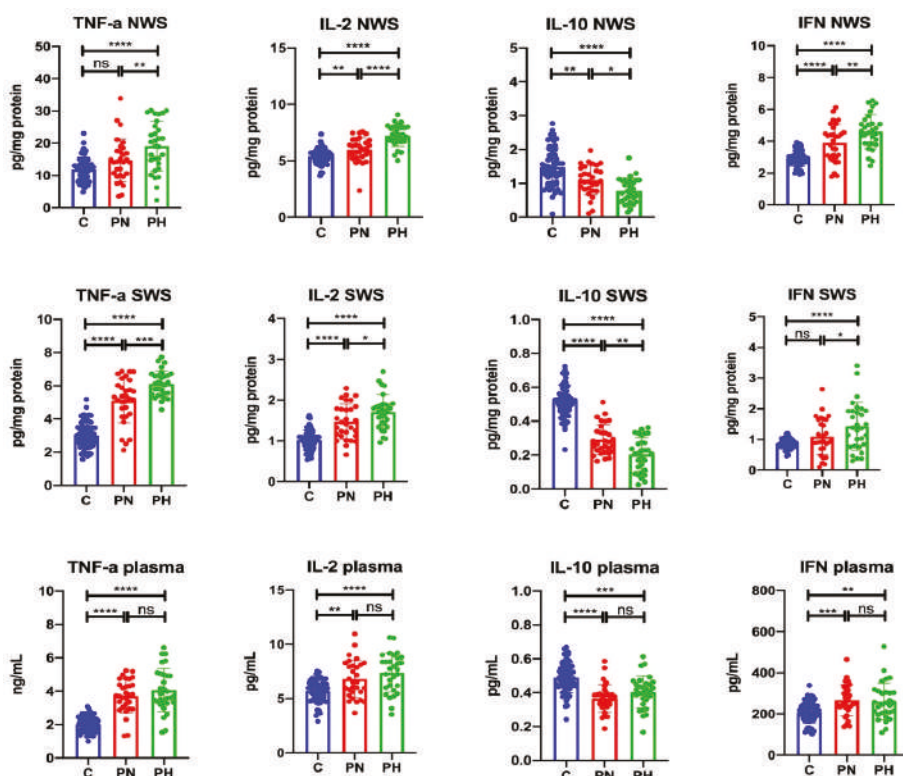 TNF-a NWS
pg/mg protein
50
40
30
20
10
0
****
ns
**
C PN PH
IL-2 NWS
pg/mg protein
15
10
5
0
****
**
****
C PN PH
IL-10 NWS
pg/mg protein
5
4
3
2
1
0
****
**
*
C PN PH
IFN NWS
pg/mg protein
10
8
6
4
2
0
****
****
**
C PN PH
TNF-a SWS
pg/mg protein
10
8
6
4
2
0
****
****
***
C PN PH
IL-2 SWS
pg/mg protein
4
3
2
1
0
****
****
*
C PN PH
IL-10 SWS
pg/mg protein
1.0
0.8
0.6
0.4
0.2
0.0
****
****
**
C PN PH
IFN SWS
pg/mg protein
5
4
3
2
1
0
****
ns
*
C PN PH
TNF-a plasma
ng/mL
10
8
6
4
2
0
****
****
ns
C PN PH
IL-2 plasma
pg/mL
15
10
5
0
****
**
ns
C PN PH
IL-10 plasma
pg/mL
1.0
0.8
0.6
0.4
0.2
0.0
***
****
ns
C PN PH
IFN plasma
pg/mL
800
600
400
200
0
**
***
ns
C PN PH